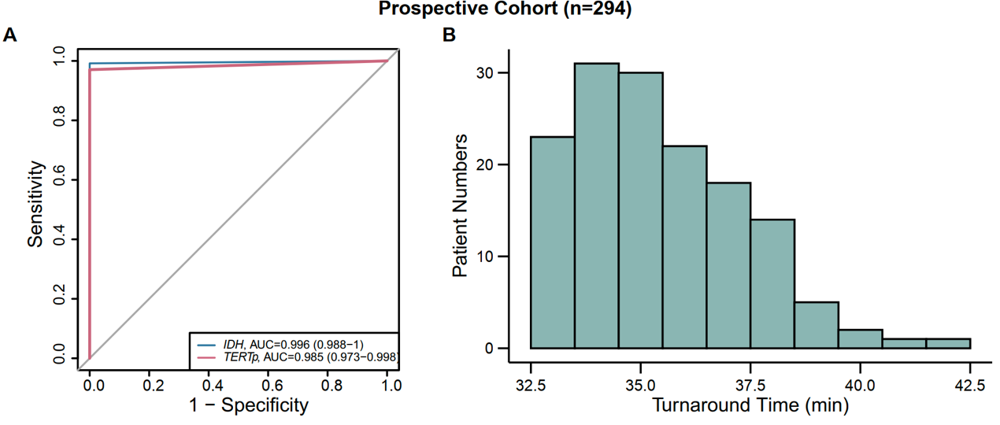 Prospective Cohort (n=294)
A
1.0
0.8
0.6
0.4
0.2
0.0
Sensitivity
IDH, AUC=0.996 (0.988−1)
TERTp, AUC=0.985 (0.973−0.998)
0.0 0.2 0.4 0.6 0.8 1.0
1 − Specificity
B
30
20
10
0
Patient Numbers
32.5 35.0 37.5 40.0 42.5
Turnaround Time (min)